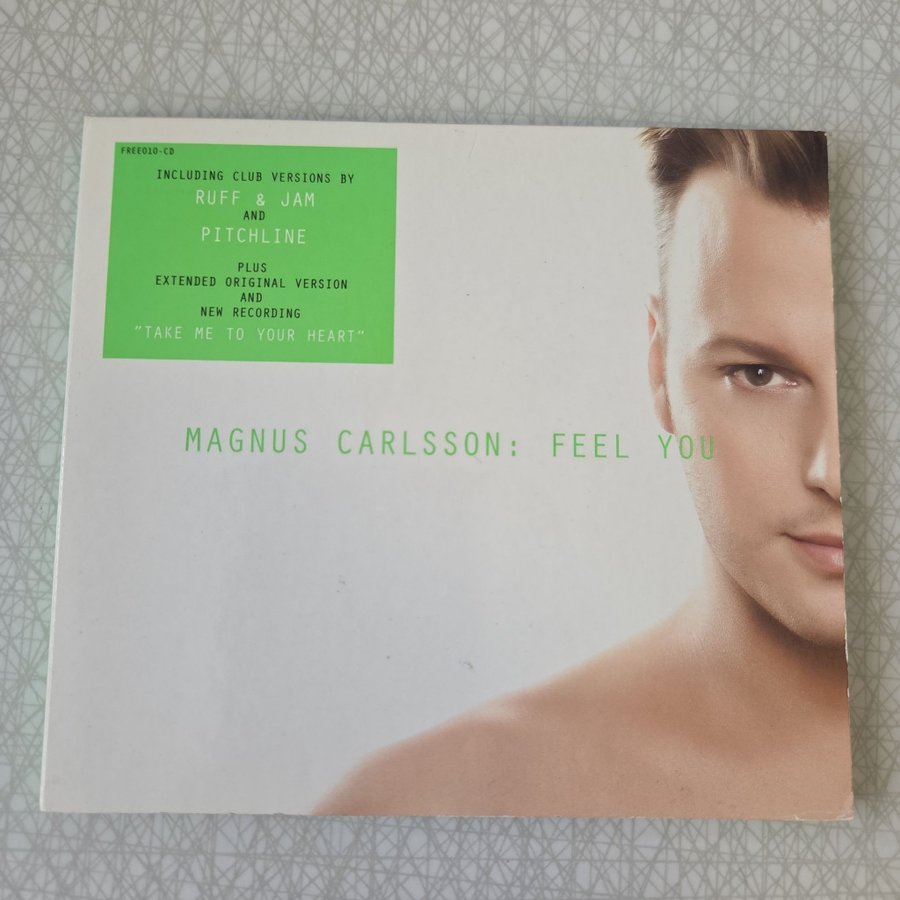 FREE010-CD
INCLUDING CLUB VERSIONS BY
RUFF & JAM
AND
PITCHLINE
PLUS
EXTENDED ORIGINAL VERSION
AND
NEW RECORDING
"TAKE ME TO YOUR HEART"
MAGNUS CARLSSON: FEEL YOU